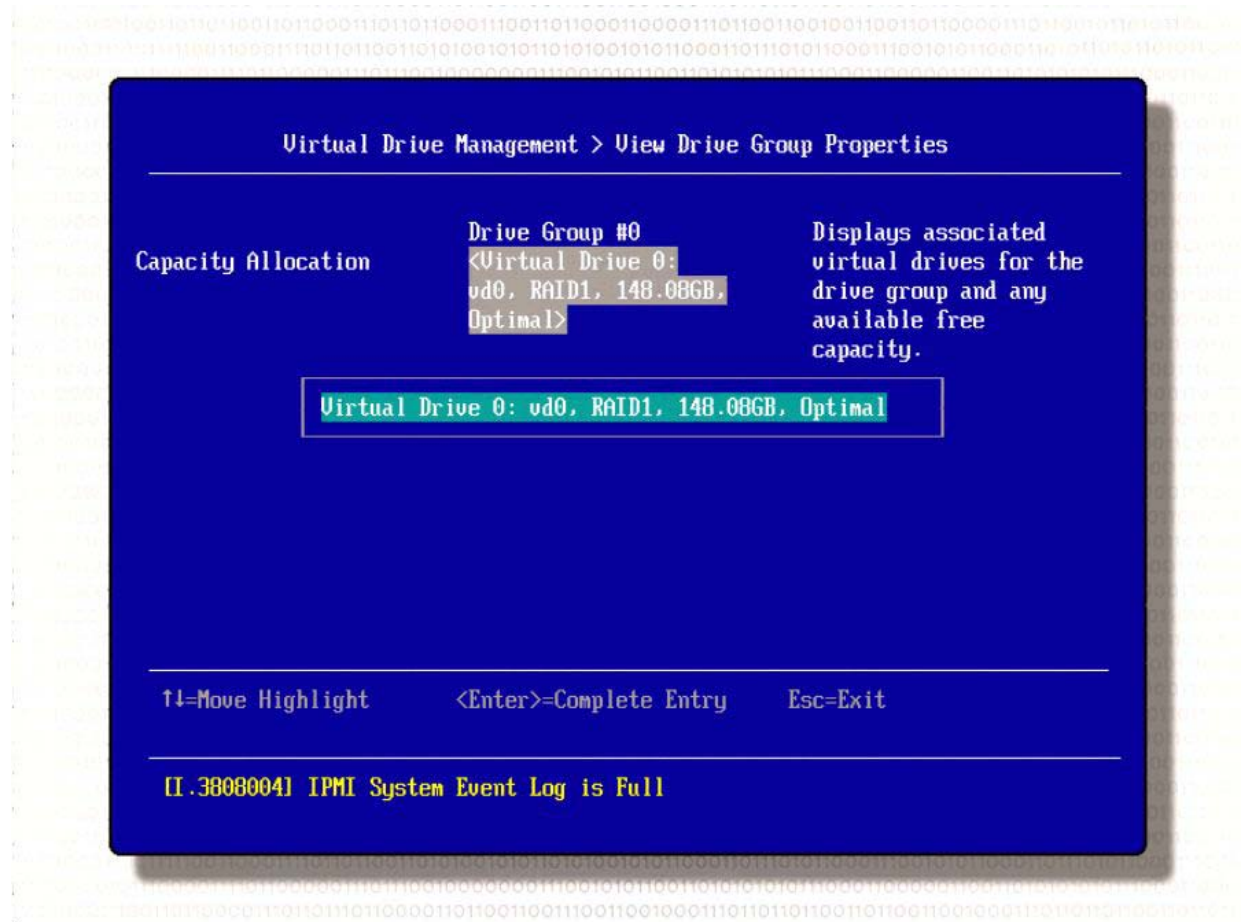 Virtual Drive Management > View Drive Group Properties
Drive Group #0
Capacity Allocation
<Virtual Drive 0:
vd0, RAID1, 148.08GB,
Optimal>
Displays associated
virtual drives for the
drive group and any
available free
capacity.
Virtual Drive 0: vd0, RAID1, 148.08GB, Optimal
↑↓=Move Highlight
<Enter>=Complete Entry
Esc=Exit
[I.3808004] IPMI System Event Log is Full